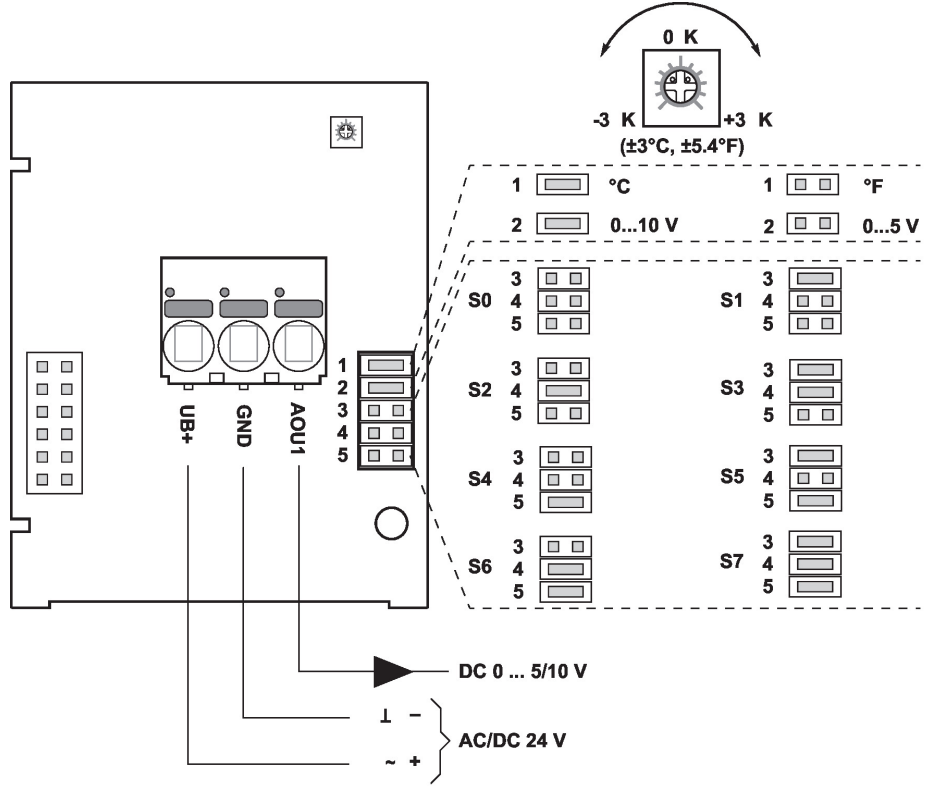 0 K
-3 K +3 K
(±3°C, ±5.4°F)
1 °C 1 °F
2 0...10 V 2 0...5 V
3 3
S0 4 S1 4
5 5
3 3
S2 4 S3 4
5 5
3 3
S4 4 S5 4
5 5
3 3
S6 4 S7 4
5 5
1
2
3
4
5
UB+
GND
AOU1
DC 0 ... 5/10 V
⊥ –
AC/DC 24 V
~ +